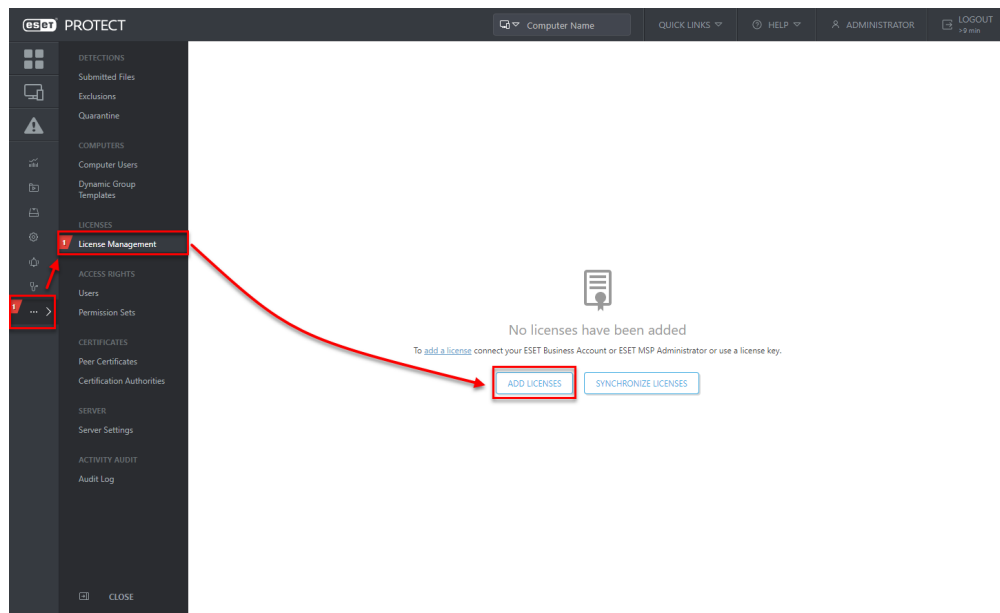 eset PROTECT
Computer Name
QUICK LINKS
? HELP
ADMINISTRATOR
LOGOUT
>9 min
DETECTIONS
Submitted Files
Exclusions
Quarantine
COMPUTERS
Computer Users
Dynamic Group
Templates
LICENSES
1
License Management
ACCESS RIGHTS
Users
1
... >
Permission Sets
CERTIFICATES
Peer Certificates
Certification Authorities
SERVER
Server Settings
ACTIVITY AUDIT
Audit Log
CLOSE
No licenses have been added
To add a license connect your ESET Business Account or ESET MSP Administrator or use a license key.
ADD LICENSES
SYNCHRONIZE LICENSES